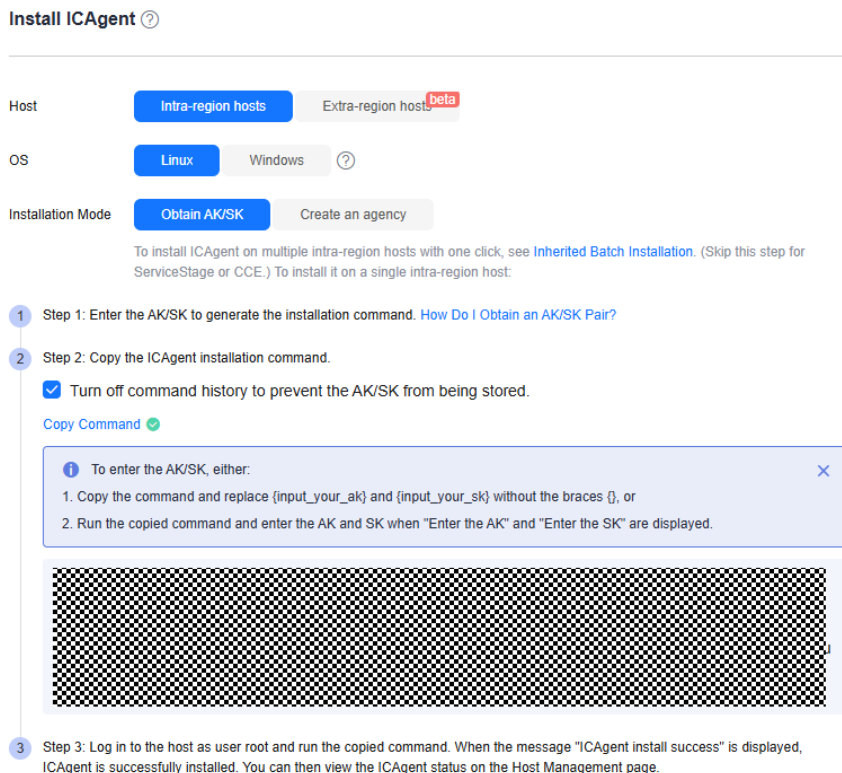 Install ICAgent ?
Host Intra-region hosts Extra-region hosts beta
OS Linux Windows ?
Installation Mode Obtain AK/SK Create an agency
To install ICAgent on multiple intra-region hosts with one click, see Inherited Batch Installation. (Skip this step for
ServiceStage or CCE.) To install it on a single intra-region host:
1 Step 1: Enter the AK/SK to generate the installation command. How Do I Obtain an AK/SK Pair?
2 Step 2: Copy the ICAgent installation command.
Turn off command history to prevent the AK/SK from being stored.
Copy Command
i To enter the AK/SK, either:
1. Copy the command and replace {input_your_ak} and {input_your_sk} without the braces {}, or
2. Run the copied command and enter the AK and SK when "Enter the AK" and "Enter the SK" are displayed.
3 Step 3: Log in to the host as user root and run the copied command. When the message "ICAgent install success" is displayed,
ICAgent is successfully installed. You can then view the ICAgent status on the Host Management page.